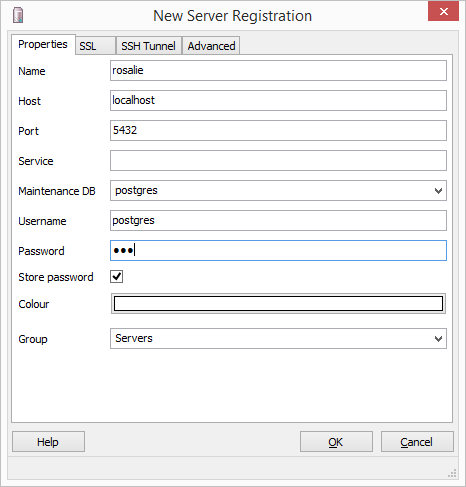 New Server Registration
Properties SSL SSH Tunnel Advanced
Name rosalie
Host localhost
Port 5432
Service
Maintenance DB postgres
Username postgres
Password •••
Store password
Colour
Group Servers
Help OK Cancel